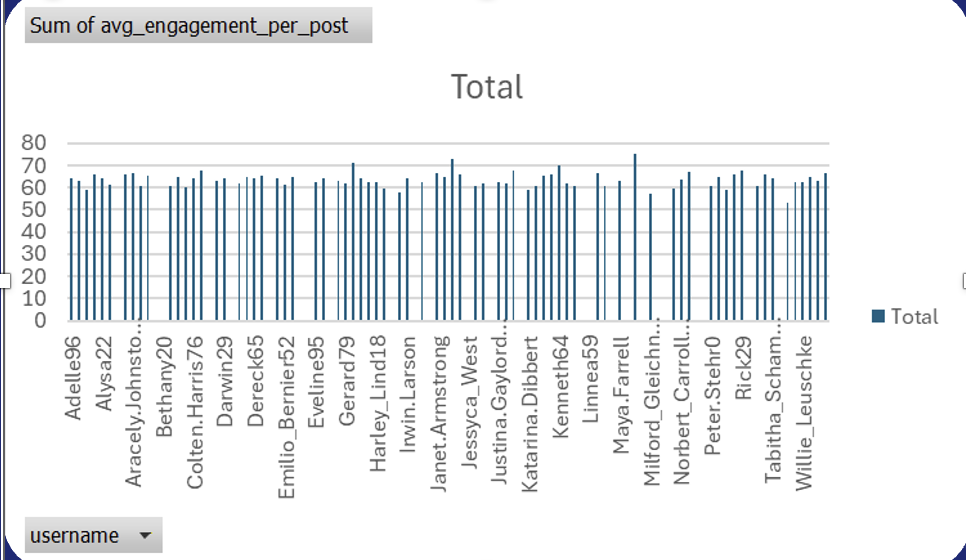 Sum of avg_engagement_per_post
Total
80
70
60
50
40
30
20
10
0
Adelle96
Alysa22
Aracely.Johnsto...
Bethany20
Colten.Harris76
Darwin29
Dereck65
Emilio_Bernier52
Eveline95
Gerard79
Harley_Lind18
Irwin.Larson
Janet.Armstrong
Jessyca_West
Justina.Gaylord...
Katarina.Dibbert
Kenneth64
Linnea59
Maya.Farrell
Milford_Gleichn...
Norbert_Carroll...
Peter.Stehr0
Rick29
Tabitha_Scham...
Willie_Leuschke
Total
username